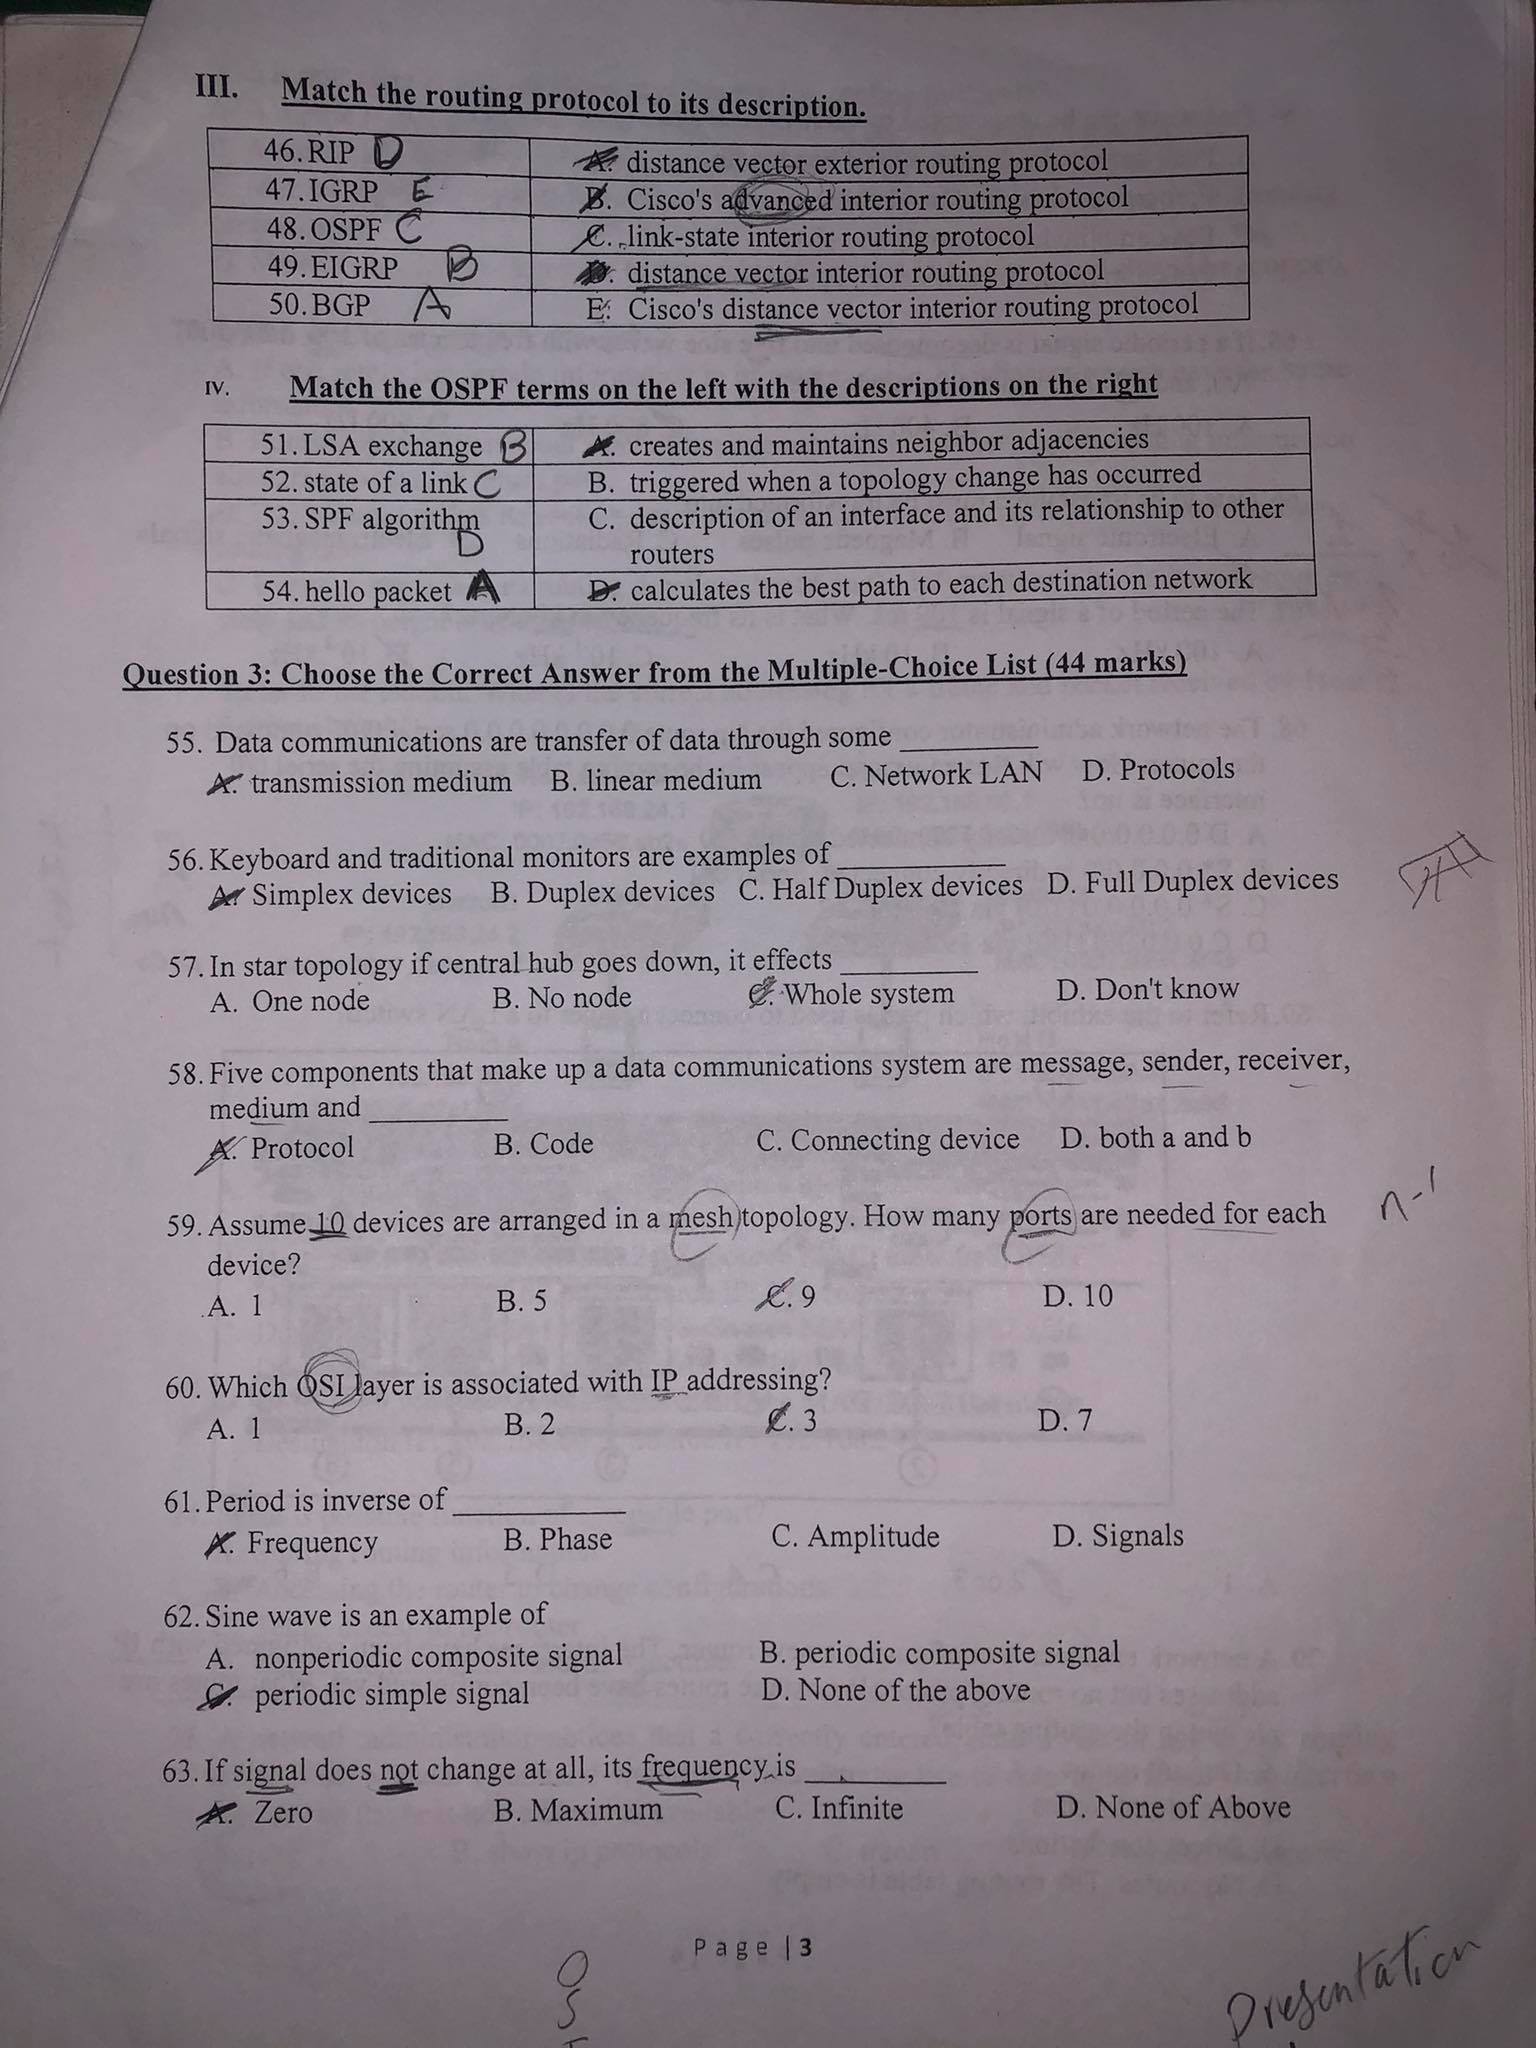 III. Match the routing protocol to its description.
46. RIP D A. distance vector exterior routing protocol
47. IGRP E B. Cisco's advanced interior routing protocol
48. OSPF C C. link-state interior routing protocol
49. EIGRP B D. distance vector interior routing protocol
50. BGP A E. Cisco's distance vector interior routing protocol
IV. Match the OSPF terms on the left with the descriptions on the right
51. LSA exchange B A. creates and maintains neighbor adjacencies
52. state of a link C B. triggered when a topology change has occurred
53. SPF algorithm D C. description of an interface and its relationship to other
routers
54. hello packet A D. calculates the best path to each destination network
Question 3: Choose the Correct Answer from the Multiple-Choice List (44 marks)
55. Data communications are transfer of data through some __________
A. transmission medium B. linear medium C. Network LAN D. Protocols
56. Keyboard and traditional monitors are examples of ____________
A. Simplex devices B. Duplex devices C. Half Duplex devices D. Full Duplex devices
57. In star topology if central hub goes down, it effects __________
A. One node B. No node C. Whole system D. Don't know
58. Five components that make up a data communications system are message, sender, receiver,
medium and __________
A. Protocol B. Code C. Connecting device D. both a and b
59. Assume 10 devices are arranged in a mesh topology. How many ports are needed for each n-1
device?
A. 1 B. 5 C. 9 D. 10
60. Which OSI layer is associated with IP addressing?
A. 1 B. 2 C. 3 D. 7
61. Period is inverse of ____________
A. Frequency B. Phase C. Amplitude D. Signals
62. Sine wave is an example of
A. nonperiodic composite signal B. periodic composite signal
C. periodic simple signal D. None of the above
63. If signal does not change at all, its frequency is __________
A. Zero B. Maximum C. Infinite D. None of Above
Page | 3
O
S
Presentation